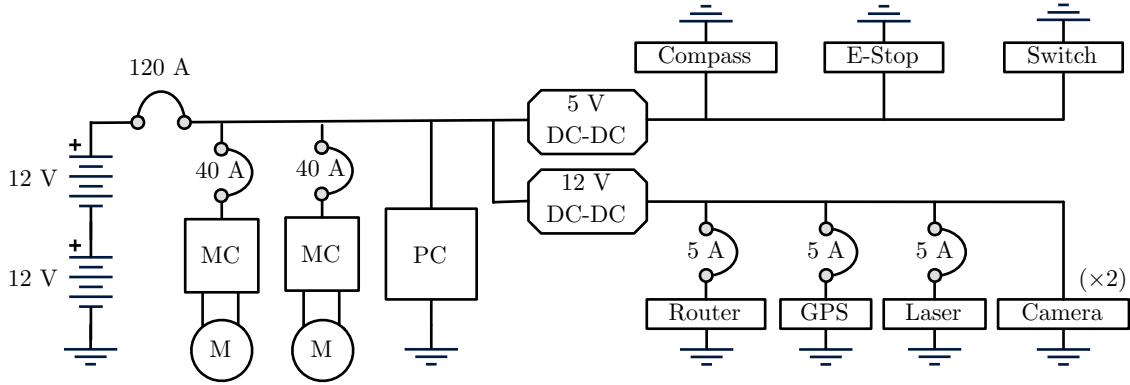 Compass
E-Stop
Switch
120 A
5 V
DC-DC
+
12 V
40 A
40 A
12 V
DC-DC
MC
MC
PC
5 A
5 A
5 A
+
12 V
(×2)
Router
GPS
Laser
Camera
M
M